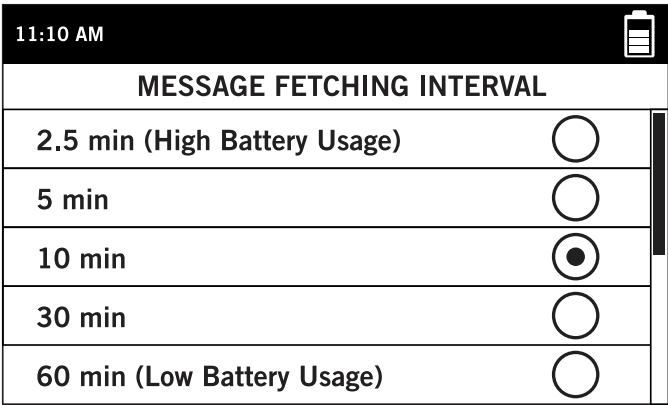 11:10 AM
MESSAGE FETCHING INTERVAL
2.5 min (High Battery Usage)
5 min
10 min
30 min
60 min (Low Battery Usage)